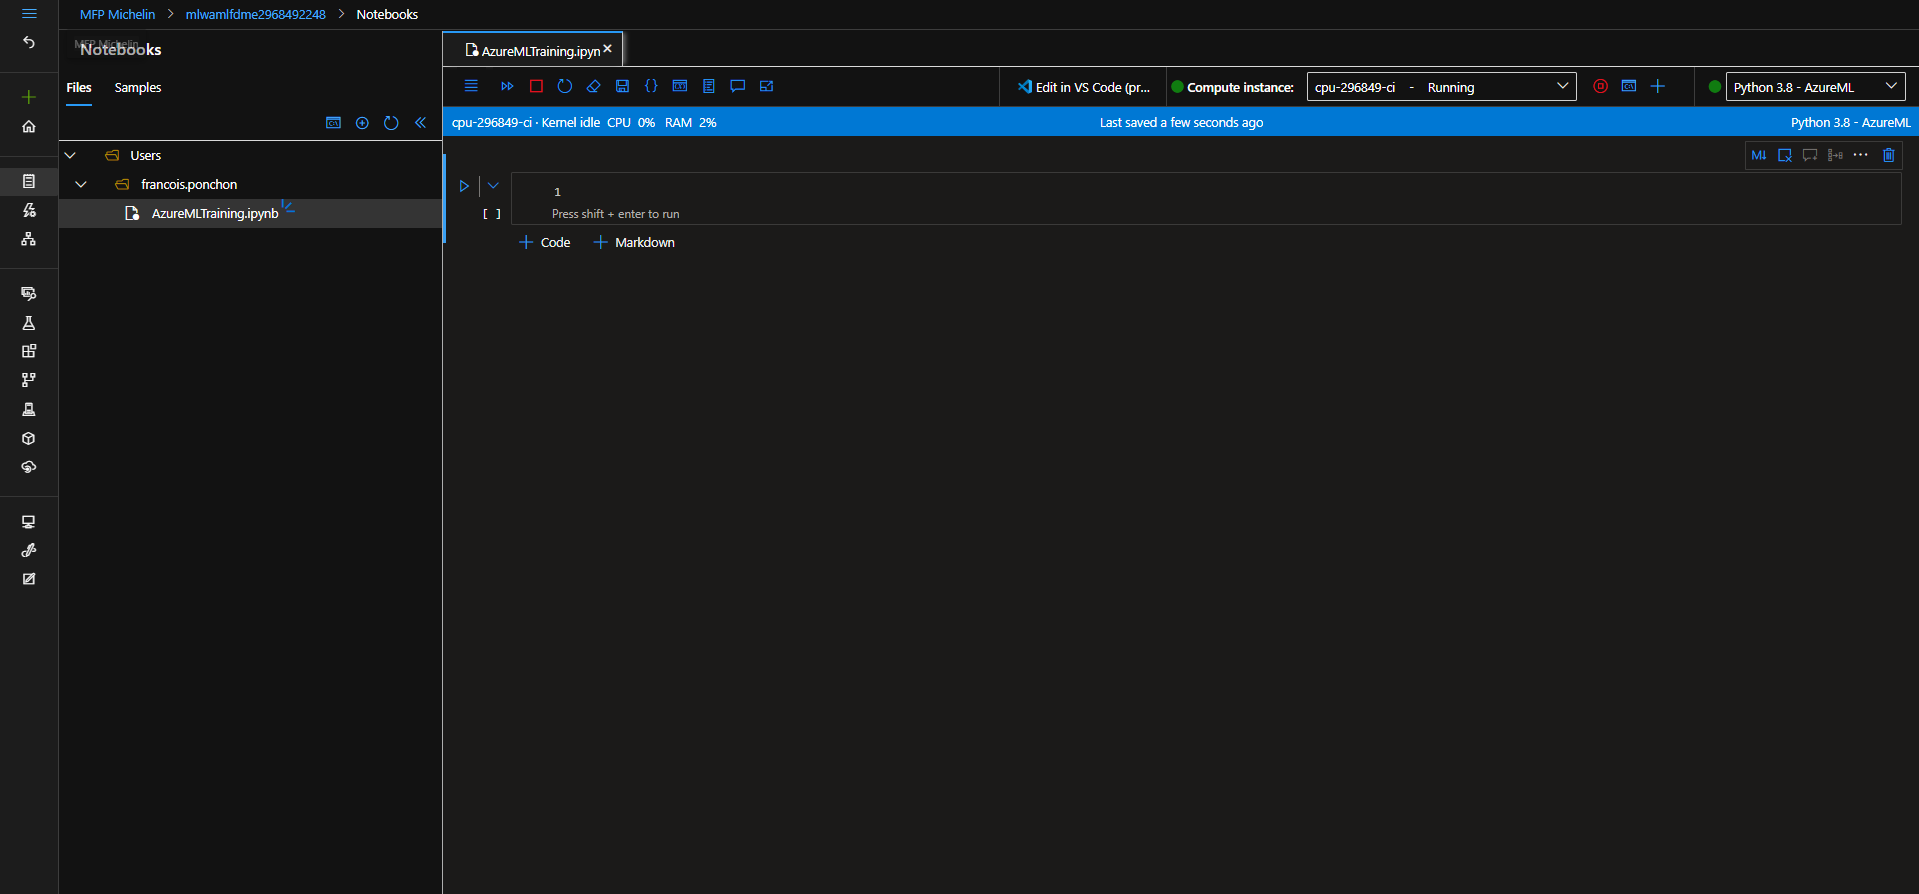 MFP Michelin > mlwamlfdme2968492248 > Notebooks
MFP Michelin
Notebooks
Files Samples
Users
francois.ponchon
AzureMLTraining.ipynb
AzureMLTraining.ipyn
Edit in VS Code (pr...
Compute instance:
cpu-296849-ci - Running
Python 3.8 - AzureML
cpu-296849-ci · Kernel idle CPU 0% RAM 2%
Last saved a few seconds ago
Python 3.8 - AzureML
M↓
1
[ ]
Press shift + enter to run
+ Code + Markdown